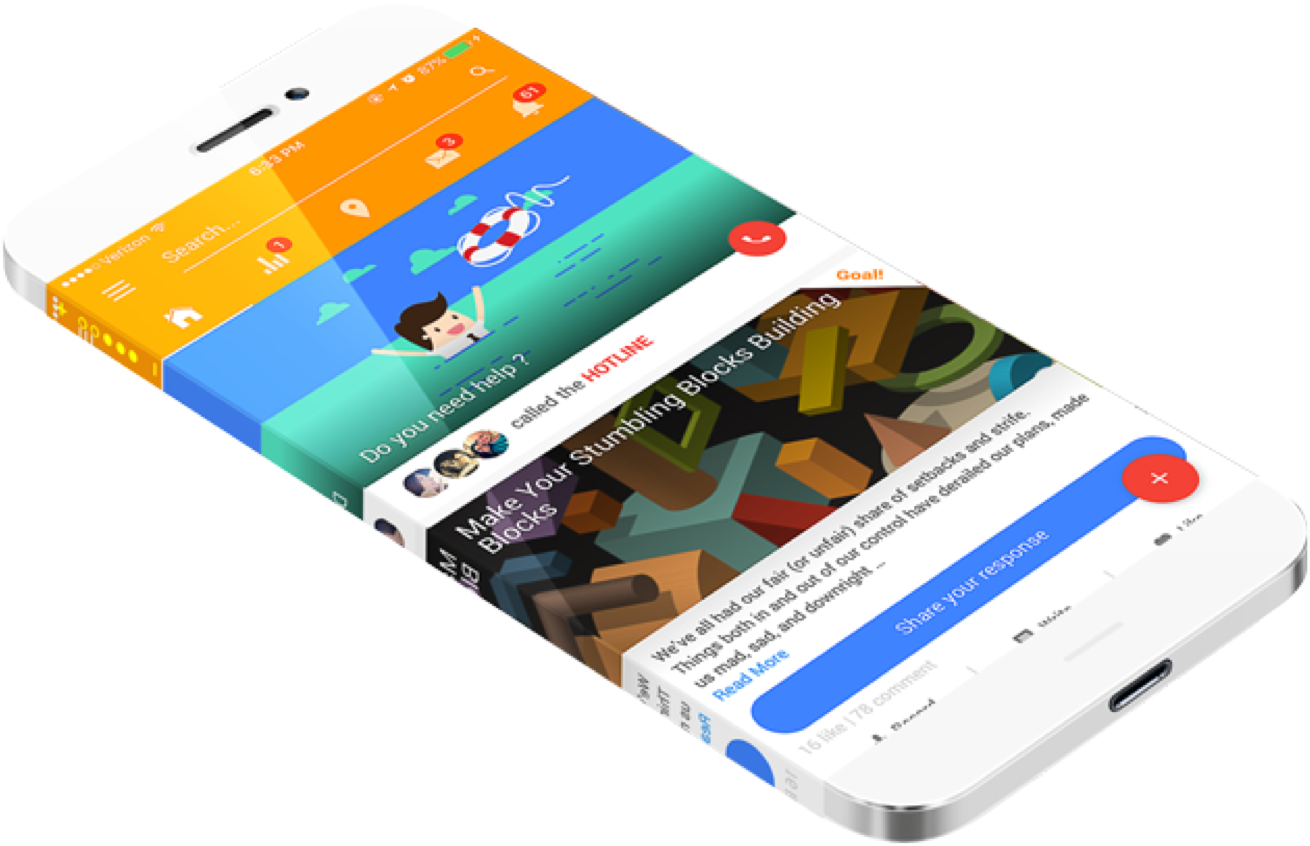 Verizon
6:33 PM
87%
Search...
1
3
61
Do you need help ?
called the HOTLINE
Goal!
Make Your Stumbling Blocks Building
Blocks
We've all had our fair (or unfair) share of setbacks and strife.
Things both in and out of our control have derailed our plans, made
us mad, sad, and downright ...
Read More
Share your response
16 like | 78 comment